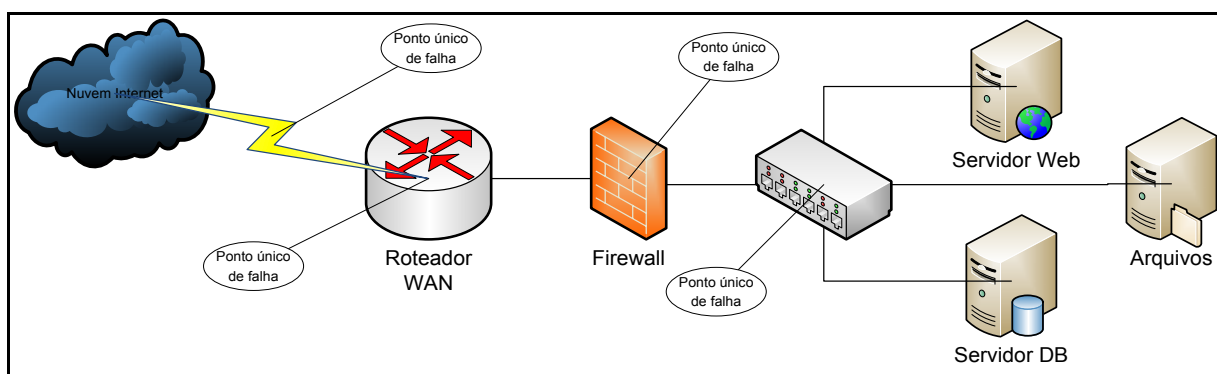 Ponto único
de falha
Ponto único
de falha
Nuvem Internet
Servidor Web
Ponto único
de falha
Roteador
WAN
Firewall
Ponto único
de falha
Arquivos
Servidor DB